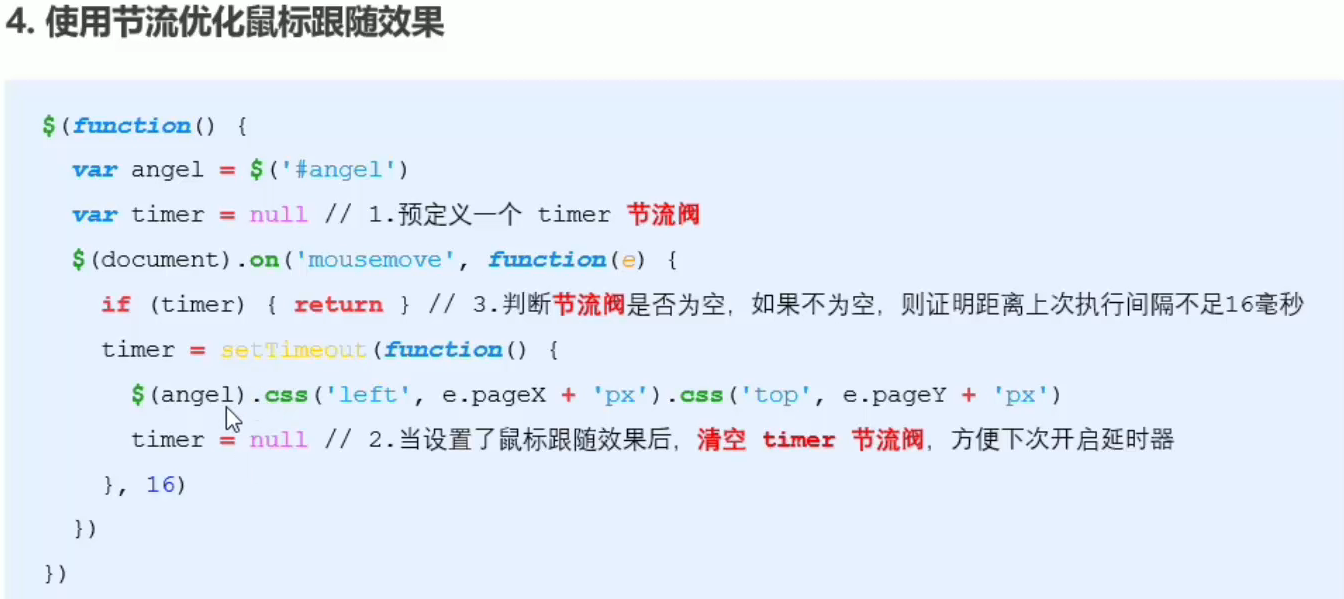 4. 使用节流优化鼠标跟随效果
$(function() {
var angel = $('#angel')
var timer = null // 1.预定义一个 timer 节流阀
$(document).on('mousemove', function(e) {
if (timer) { return } // 3.判断节流阀是否为空，如果不为空，则证明距离上次执行间隔不足16毫秒
timer = setTimeout(function() {
$(angel).css('left', e.pageX + 'px').css('top', e.pageY + 'px')
timer = null // 2.当设置了鼠标跟随效果后，清空 timer 节流阀，方便下次开启延时器
}, 16)
})
})